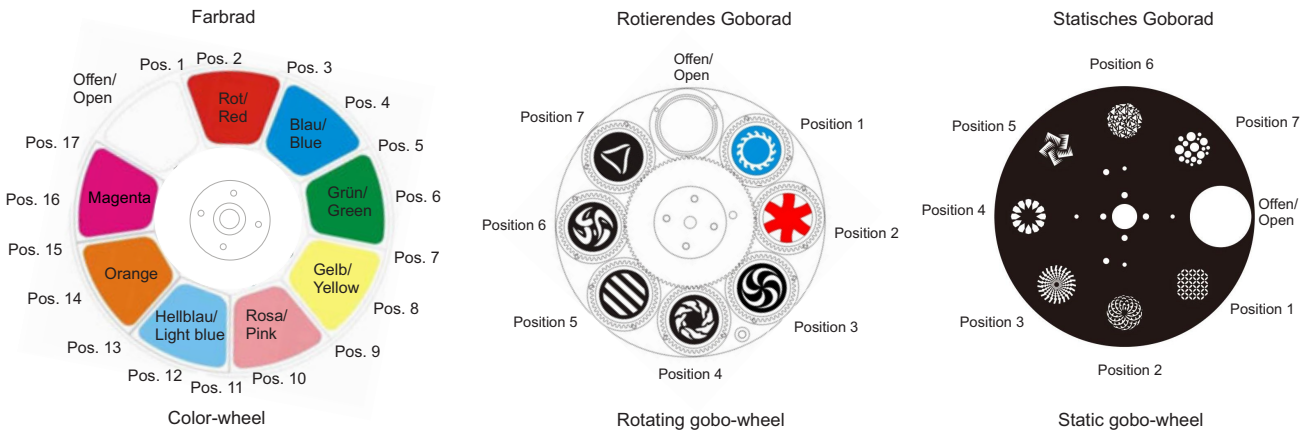 Farbrad
Rotierendes Goborad
Statisches Goborad
Offen/
Open
Pos. 1
Pos. 2
Pos. 3
Pos. 4
Pos. 5
Pos. 6
Pos. 7
Pos. 8
Pos. 9
Pos. 10
Pos. 11
Pos. 12
Pos. 13
Pos. 14
Pos. 15
Pos. 16
Pos. 17
Rot/
Red
Blau/
Blue
Grün/
Green
Gelb/
Yellow
Rosa/
Pink
Hellblau/
Light blue
Orange
Magenta
Color-wheel
Offen/
Open
Position 1
Position 2
Position 3
Position 4
Position 5
Position 6
Position 7
Rotating gobo-wheel
Position 6
Position 7
Offen/
Open
Position 1
Position 2
Position 3
Position 4
Position 5
Static gobo-wheel